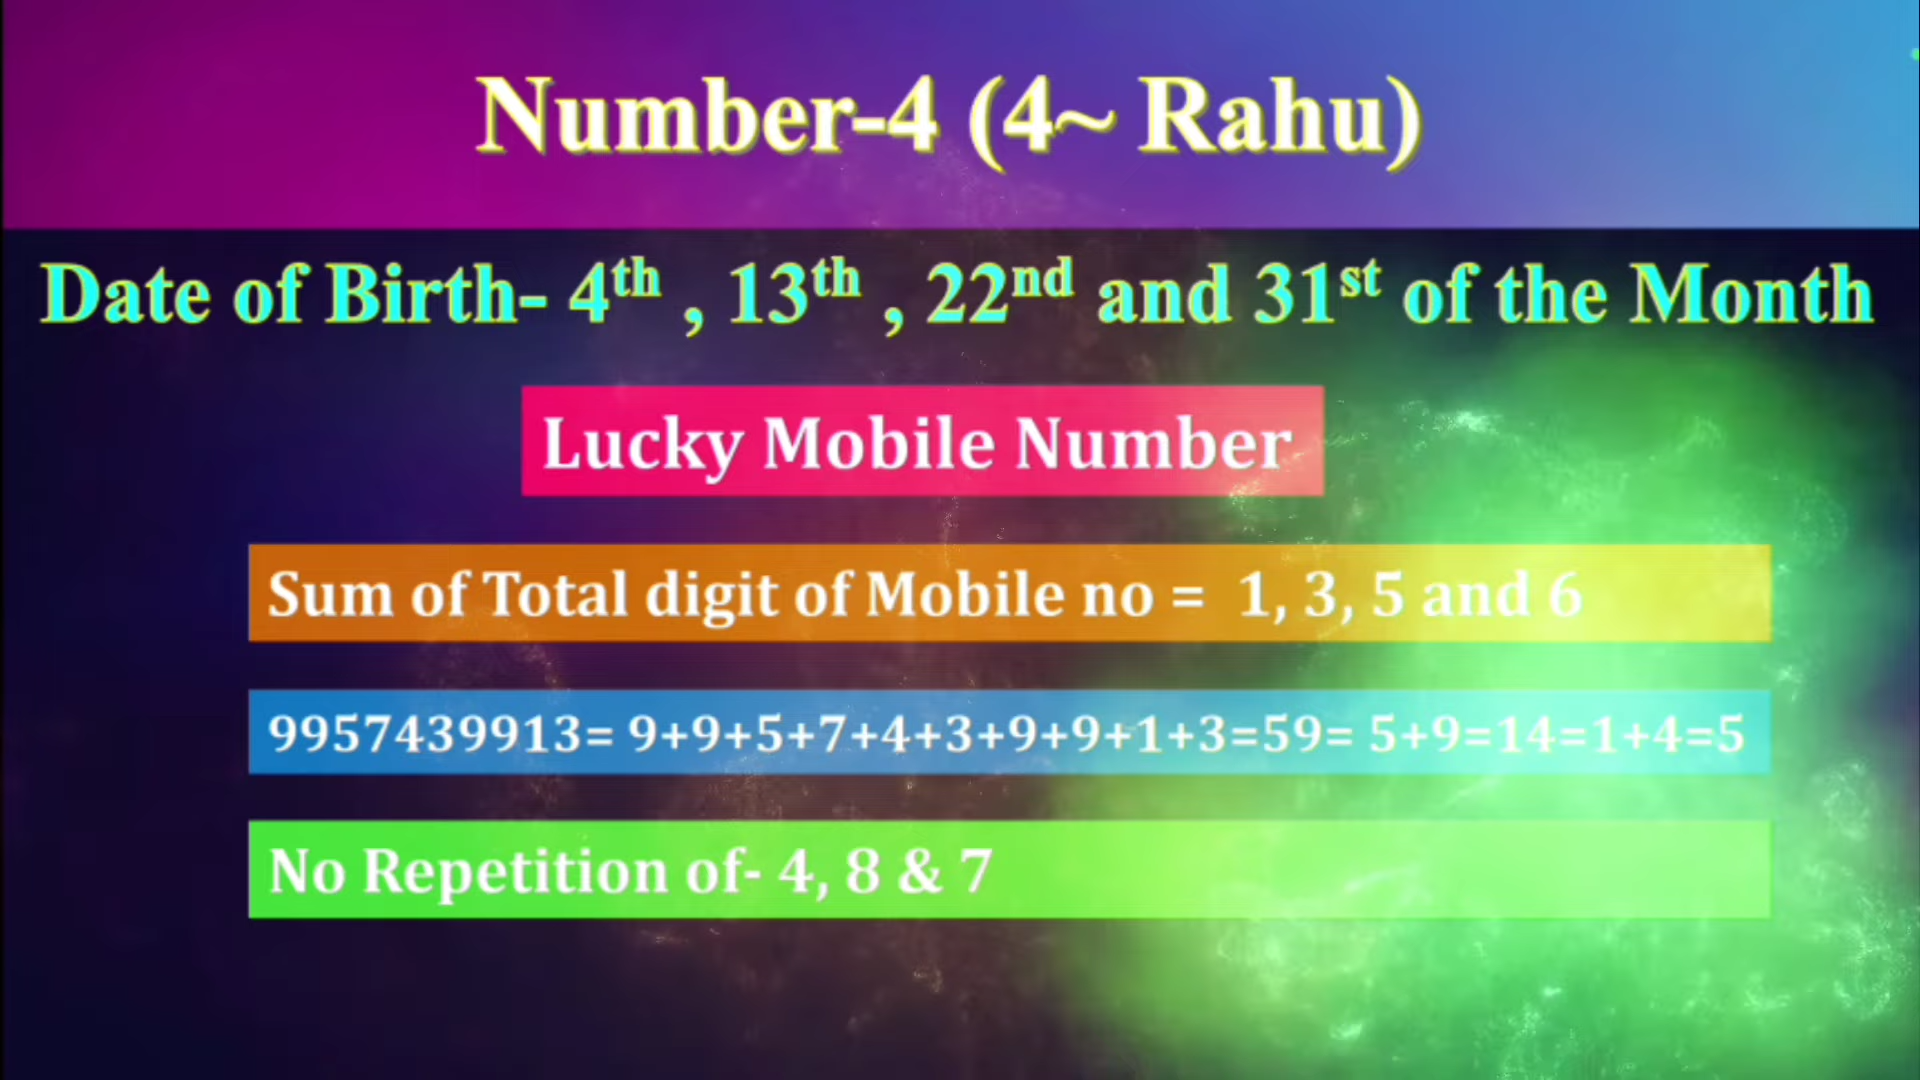 Number-4 (4~ Rahu)
Date of Birth- 4th , 13th , 22nd and 31st of the Month
Lucky Mobile Number
Sum of Total digit of Mobile no = 1, 3, 5 and 6
9957439913= 9+9+5+7+4+3+9+9+1+3=59= 5+9=14=1+4=5
No Repetition of- 4, 8 & 7